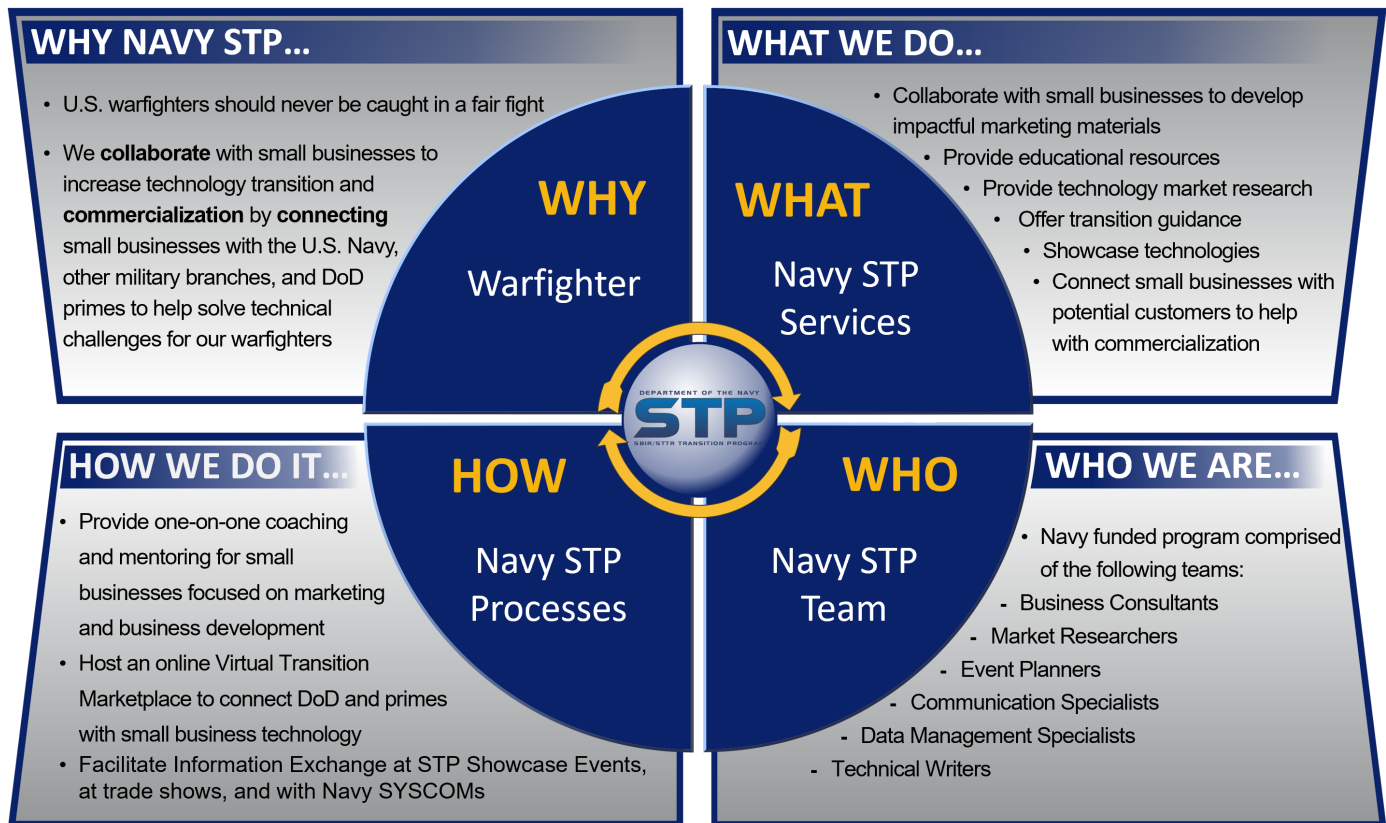 WHY NAVY STP...
• U.S. warfighters should never be caught in a fair fight
• We collaborate with small businesses to
increase technology transition and
commercialization by connecting
small businesses with the U.S. Navy,
other military branches, and DoD
primes to help solve technical
challenges for our warfighters
WHY
Warfighter
WHAT WE DO...
• Collaborate with small businesses to develop
impactful marketing materials
• Provide educational resources
• Provide technology market research
• Offer transition guidance
• Showcase technologies
• Connect small businesses with
potential customers to help
with commercialization
WHAT
Navy STP
Services
DEPARTMENT OF THE NAVY
STP
SBIR/STTR TRANSITION PROGRAM
HOW WE DO IT...
• Provide one-on-one coaching
and mentoring for small
businesses focused on marketing
and business development
• Host an online Virtual Transition
Marketplace to connect DoD and primes
with small business technology
• Facilitate Information Exchange at STP Showcase Events,
at trade shows, and with Navy SYSCOMs
HOW
Navy STP
Processes
WHO
Navy STP
Team
WHO WE ARE...
• Navy funded program comprised
of the following teams:
- Business Consultants
- Market Researchers
- Event Planners
- Communication Specialists
- Data Management Specialists
- Technical Writers